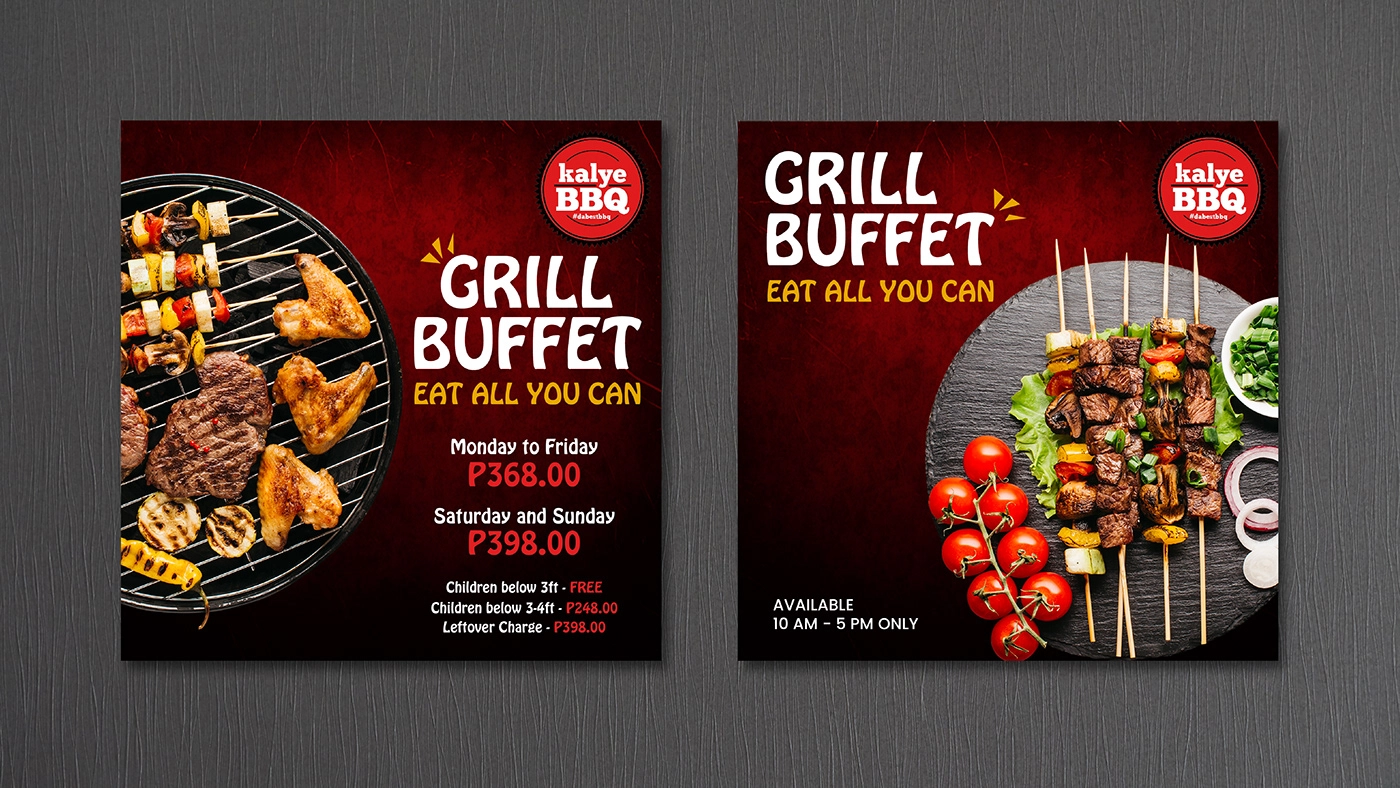 kalye
BBQ
#dabestbbq
GRILL
BUFFET
EAT ALL YOU CAN
Monday to Friday
P368.00
Saturday and Sunday
P398.00
Children below 3ft - FREE
Children below 3-4ft - P248.00
Leftover Charge - P398.00
GRILL
BUFFET
EAT ALL YOU CAN
kalye
BBQ
#dabestbbq
AVAILABLE
10 AM - 5 PM ONLY